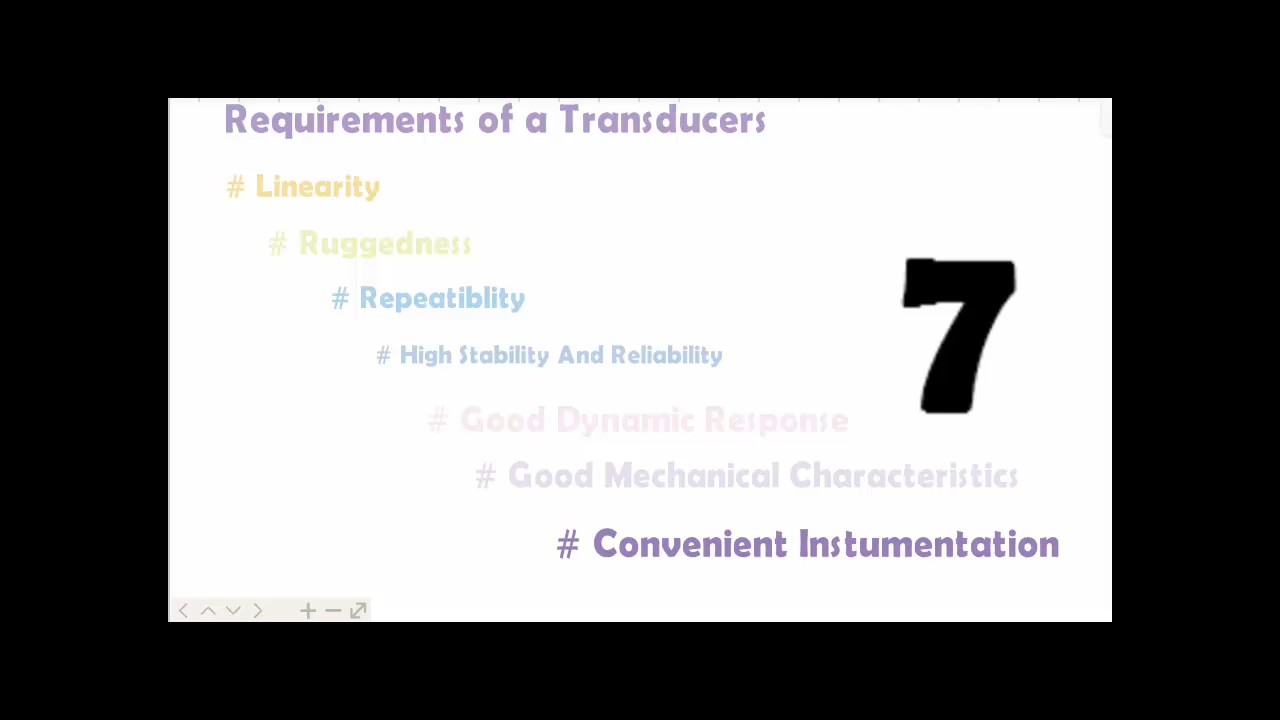 Requirements of a Transducers
# Linearity
# Ruggedness
# Repeatiblity
# High Stability And Reliability
# Good Dynamic Response
# Good Mechanical Characteristics
# Convenient Instumentation
7